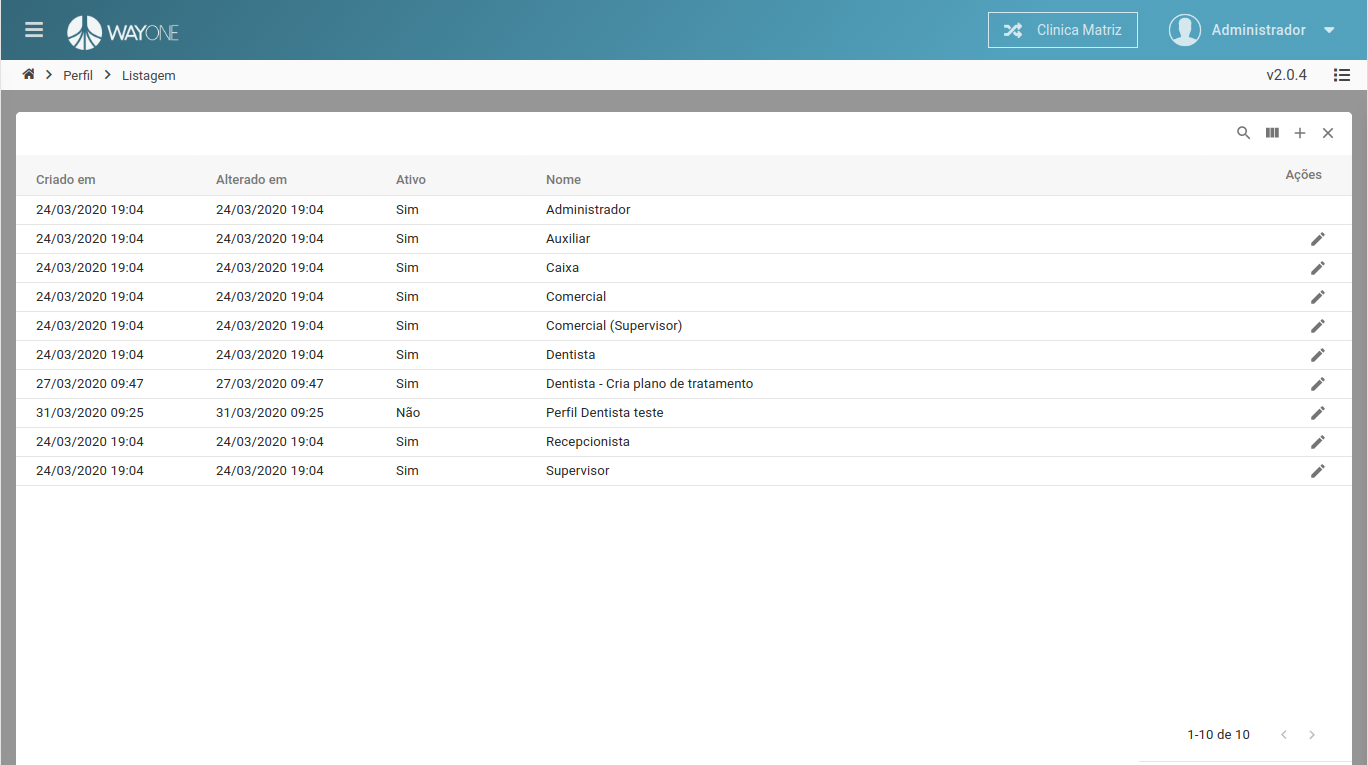 WAYONE
Clinica Matriz
Administrador
Perfil Listagem
v2.0.4
Criado em Alterado em Ativo Nome Ações
24/03/2020 19:04 24/03/2020 19:04 Sim Administrador
24/03/2020 19:04 24/03/2020 19:04 Sim Auxiliar
24/03/2020 19:04 24/03/2020 19:04 Sim Caixa
24/03/2020 19:04 24/03/2020 19:04 Sim Comercial
24/03/2020 19:04 24/03/2020 19:04 Sim Comercial (Supervisor)
24/03/2020 19:04 24/03/2020 19:04 Sim Dentista
27/03/2020 09:47 27/03/2020 09:47 Sim Dentista - Cria plano de tratamento
31/03/2020 09:25 31/03/2020 09:25 Não Perfil Dentista teste
24/03/2020 19:04 24/03/2020 19:04 Sim Recepcionista
24/03/2020 19:04 24/03/2020 19:04 Sim Supervisor
1-10 de 10